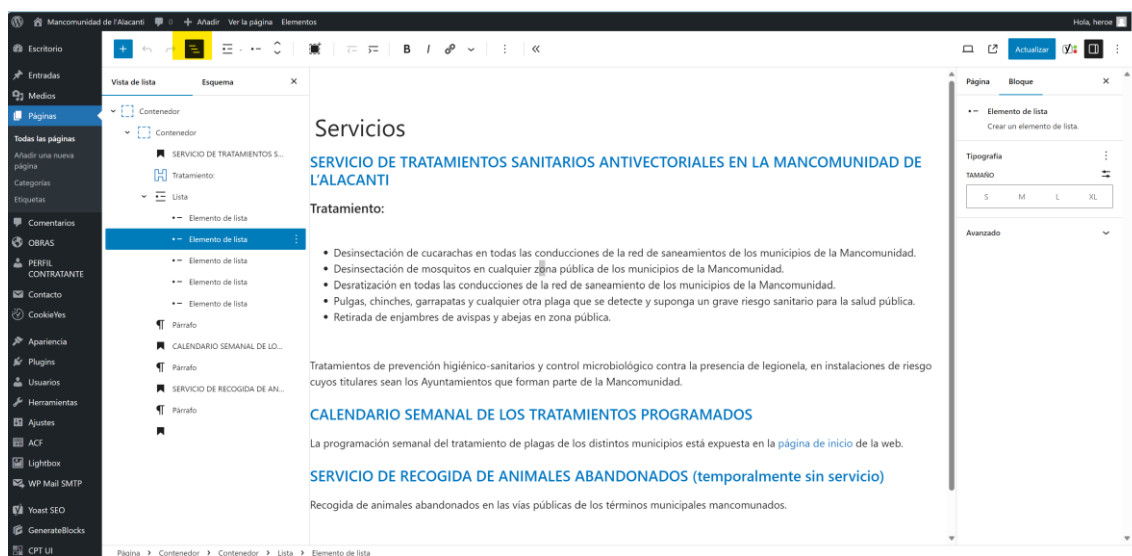 Mancomunidad de l'Alacanti 0 Añadir Ver la página Elementos Hola, heroe
Escritorio
Entradas
Medios
Páginas
Todas las páginas
Añadir una nueva
página
Categorías
Etiquetas
Comentarios
OBRAS
PERFIL
CONTRATANTE
Contacto
CookieYes
Apariencia
Plugins
Usuarios
Herramientas
Ajustes
ACF
Lightbox
WP Mail SMTP
Yoast SEO
GenerateBlocks
CPT UI
B I Actualizar
Vista de lista Esquema
Contenedor
Contenedor
SERVICIO DE TRATAMIENTOS S...
Tratamiento:
Lista
Elemento de lista
Elemento de lista
Elemento de lista
Elemento de lista
Elemento de lista
Párrafo
CALENDARIO SEMANAL DE LO...
Párrafo
SERVICIO DE RECOGIDA DE AN...
Párrafo
Servicios
SERVICIO DE TRATAMIENTOS SANITARIOS ANTIVECTORIALES EN LA MANCOMUNIDAD DE
L'ALACANTI
Tratamiento:
• Desinsectación de cucarachas en todas las conducciones de la red de saneamientos de los municipios de la Mancomunidad.
• Desinsectación de mosquitos en cualquier zona pública de los municipios de la Mancomunidad.
• Desratización en todas las conducciones de la red de saneamiento de los municipios de la Mancomunidad.
• Pulgas, chinches, garrapatas y cualquier otra plaga que se detecte y suponga un grave riesgo sanitario para la salud pública.
• Retirada de enjambres de avispas y abejas en zona pública.
Tratamientos de prevención higiénico-sanitarios y control microbiológico contra la presencia de legionela, en instalaciones de riesgo
cuyos titulares sean los Ayuntamientos que forman parte de la Mancomunidad.
CALENDARIO SEMANAL DE LOS TRATAMIENTOS PROGRAMADOS
La programación semanal del tratamiento de plagas de los distintos municipios está expuesta en la página de inicio de la web.
SERVICIO DE RECOGIDA DE ANIMALES ABANDONADOS (temporalmente sin servicio)
Recogida de animales abandonados en las vías públicas de los términos municipales mancomunados.
Página Bloque
Elemento de lista
Crear un elemento de lista.
Tipografía
TAMAÑO
S M L XL
Avanzado
Página > Contenedor > Contenedor > Lista > Elemento de lista